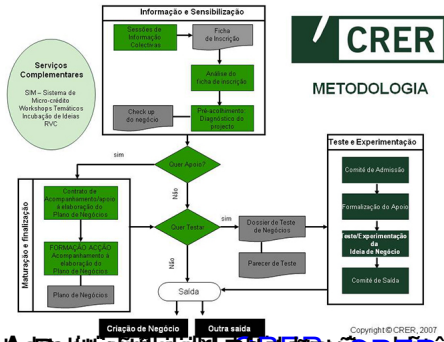 Informação e Sensibilização
Sessões de
Informação
Colectivas
Ficha
de Inscrição
Análise do
ficha de inscrição
Check up
do negócio
Pré-acolhimento
Diagnóstico do
projecto
Serviços
Complementares
SIM – Sistema de
Micro-crédito
Workshops Temáticos
Incubação de Ideias
RVC
CRER
METODOLOGIA
sim
Quer Apoio?
Não
Maturação e finalização
Contrato de
Acompanhamento/apoio
à elaboração do
Plano de Negócios
FORMAÇÃO ACÇÃO
Acompanhamento à
elaboração do
Plano de Negócios
Plano de Negócios
Quer Testar
sim
Não
Dossier de Teste
de Negócios
Parecer de Teste
Teste e Experimentação
Comité de Admissão
Formalização do Apoio
Teste/Experimentação
da
Ideia de Negócio
Comité de Saída
Saída
Criação de Negócio
Outra saída
Copyright © CRER, 2007